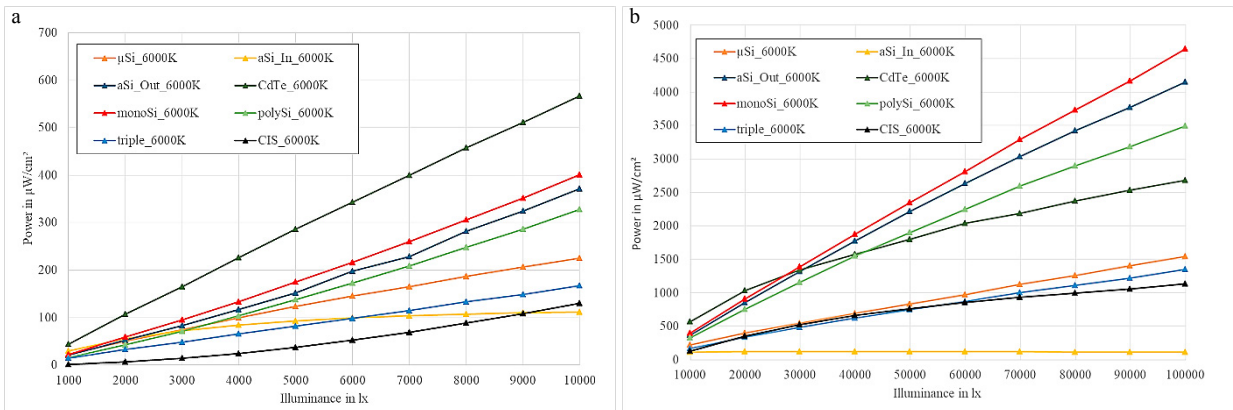 a
700
600
500
400
300
200
100
0
Power in µW/cm²
µSi_6000K aSi_In_6000K
aSi_Out_6000K CdTe_6000K
monoSi_6000K polySi_6000K
triple_6000K CIS_6000K
1000 2000 3000 4000 5000 6000 7000 8000 9000 10000
Illuminance in lx
b
5000
4500
4000
3500
3000
2500
2000
1500
1000
500
0
Power in µW/cm²
µSi_6000K aSi_In_6000K
aSi_Out_6000K CdTe_6000K
monoSi_6000K polySi_6000K
triple_6000K CIS_6000K
10000 20000 30000 40000 50000 60000 70000 80000 90000 100000
Illuminance in lx